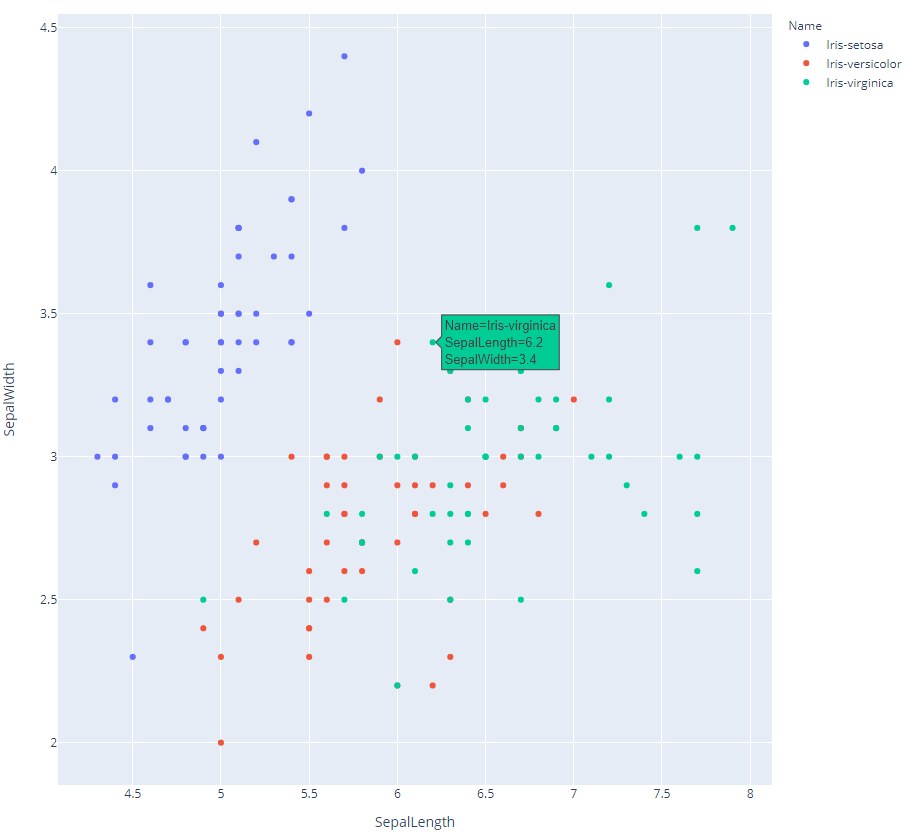 Name
Iris-setosa
Iris-versicolor
Iris-virginica
4.5
4
3.5
3
2.5
2
SepalWidth
Name=Iris-virginica
SepalLength=6.2
SepalWidth=3.4
4.5 5 5.5 6 6.5 7 7.5 8
SepalLength